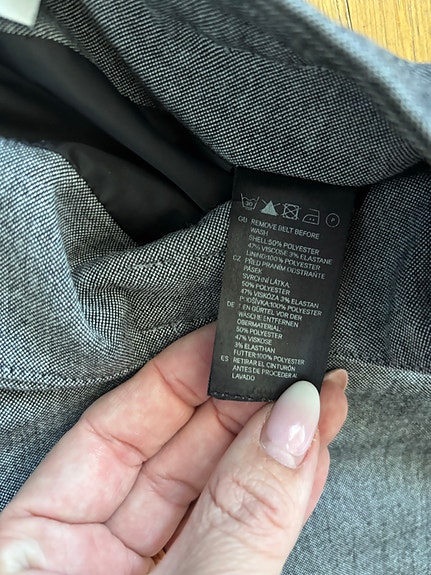 30
P
GB REMOVE BELT BEFORE
WASH
SHELL:50% POLYESTER
47% VISCOSE 3% ELASTANE
LINING:100% POLYESTER
CZ PŘED PRANÍM ODSTRAŇTE
PÁSEK
SVRCHNÍ LÁTKA
50% POLYESTER
47% VISKÓZA 3% ELASTAN
PODŠÍVKA:100% POLYESTER
DE DEN GÜRTEL VOR DER
WÄSCHE ENTFERNEN
OBERMATERIAL:
50% POLYESTER
47% VISKOSE
3% ELASTHAN
FUTTER:100% POLYESTER
ES RETIRAR EL CINTURÓN
ANTES DE PROCEDER AL
LAVADO